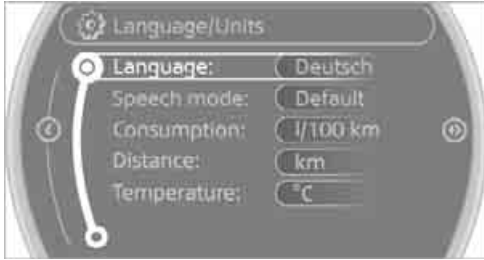 Language/Units
Language: Deutsch
Speech mode: Default
Consumption: l/100 km
Distance: km
Temperature: °C